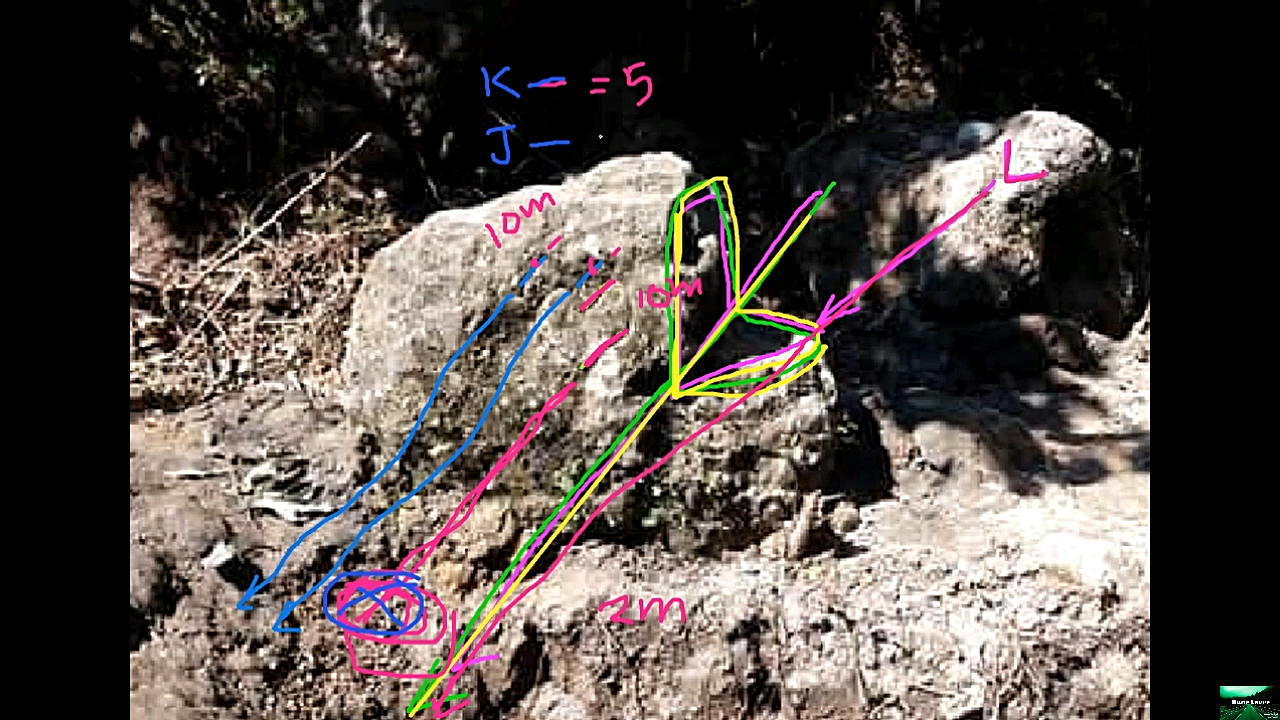 K — = 5
J —
L
10m
10m
2m